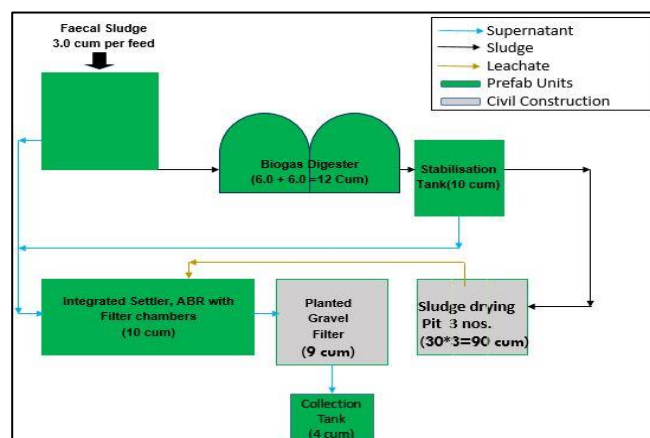 Faecal Sludge
3.0 cum per feed
Supernatant
Sludge
Leachate
Prefab Units
Civil Construction
Biogas Digester
(6.0 + 6.0 =12 Cum)
Stabilisation
Tank(10 cum)
Integrated Settler, ABR with
Filter chambers
(10 cum)
Planted
Gravel
Filter
(9 cum)
Sludge drying
Pit 3 nos.
(30*3=90 cum)
Collection
Tank
(4 cum)